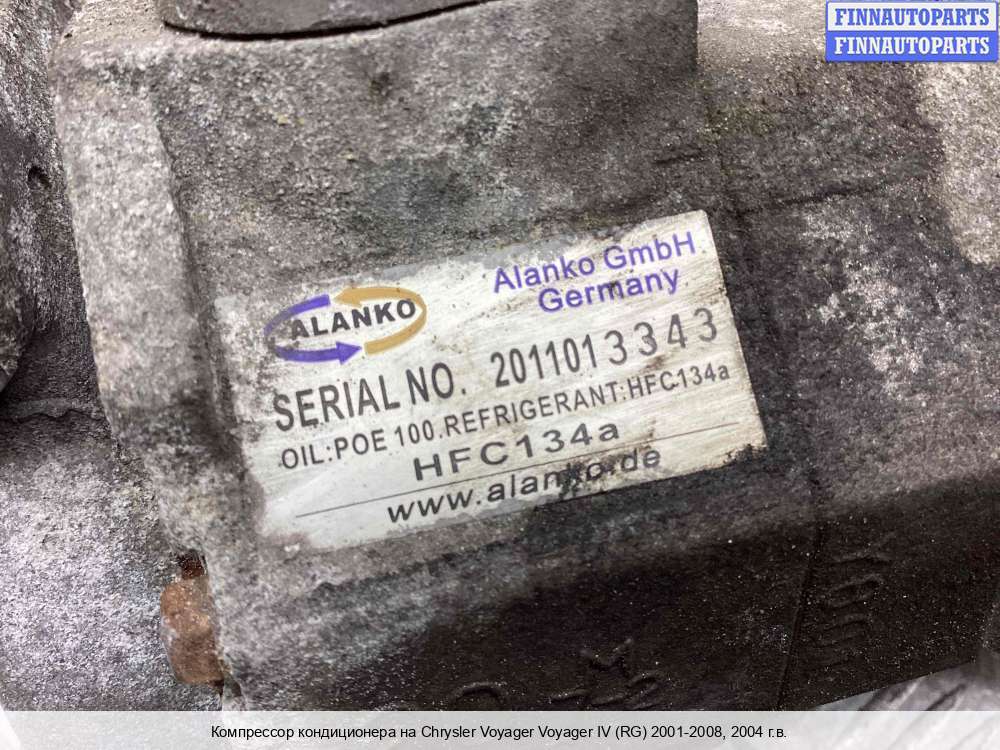 FINNAUTOPARTS
FINNAUTOPARTS
ALANKO
Alanko GmbH
Germany
SERIAL NO. 2011013343
OIL:POE 100.REFRIGERANT:HFC134a
HFC134a
www.alanko.de
Компрессор кондиционера на Chrysler Voyager Voyager IV (RG) 2001-2008, 2004 г.в.